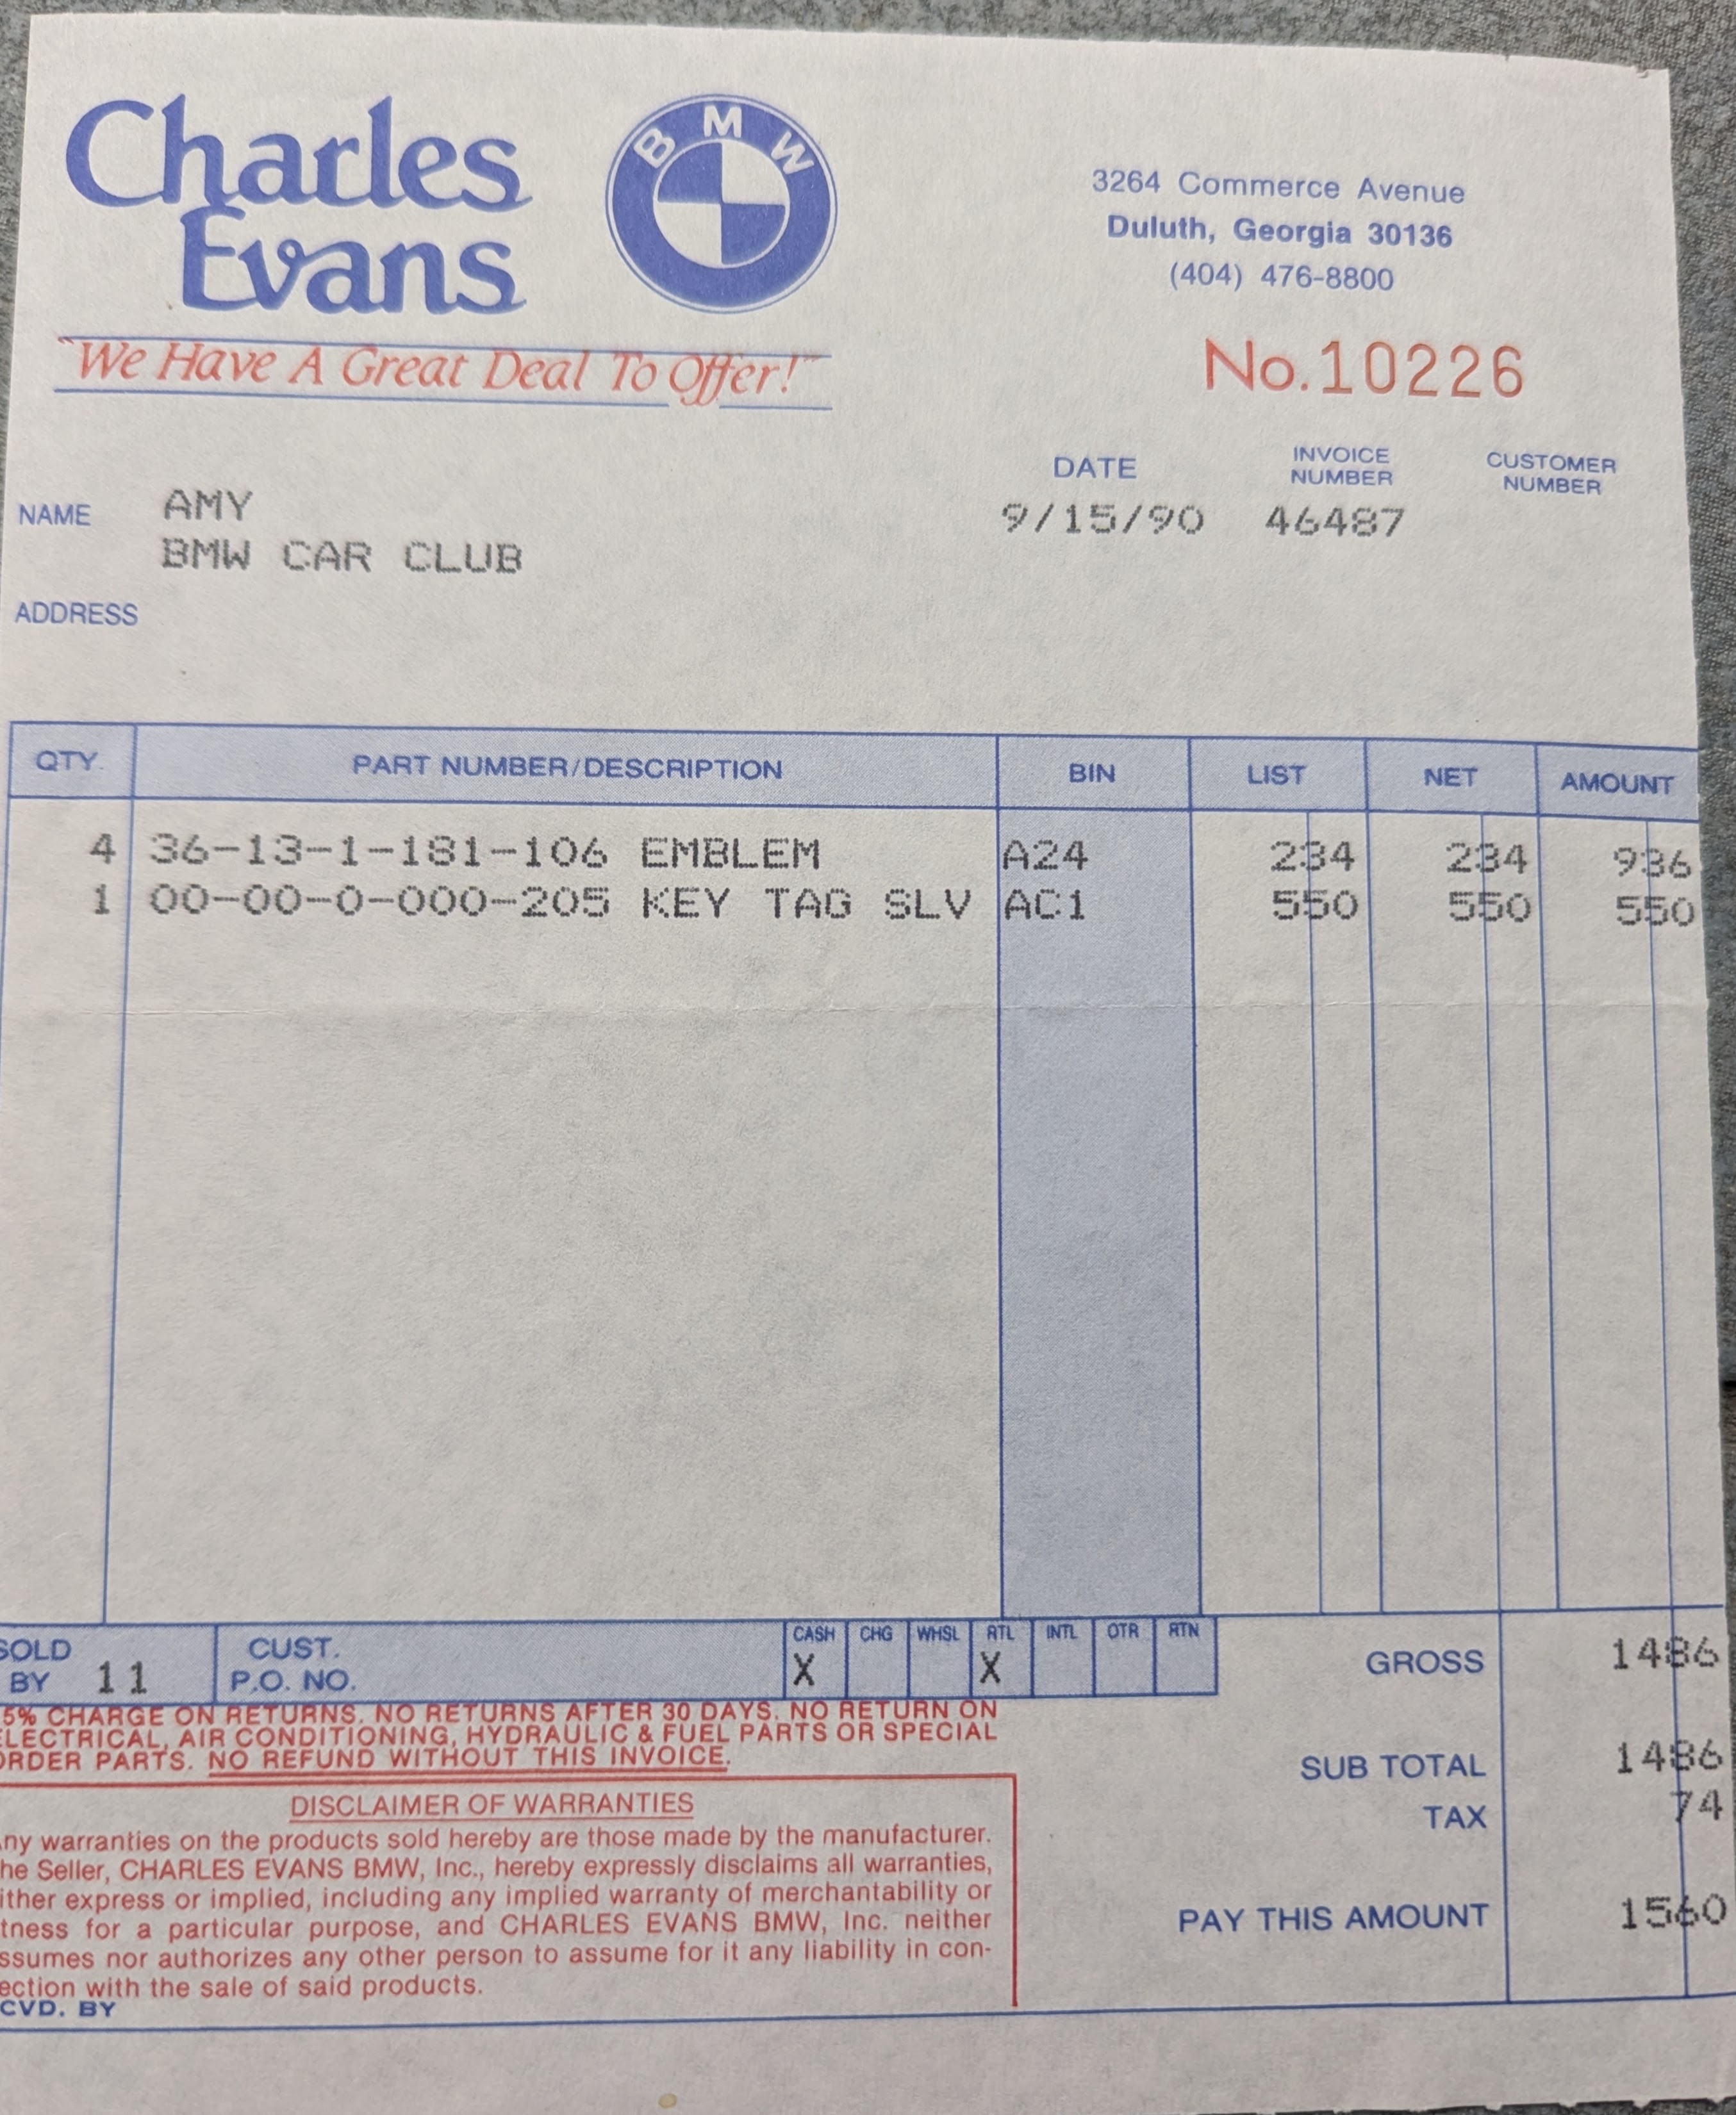 Charles
Evans
BMW
"We Have A Great Deal To Offer!"
3264 Commerce Avenue
Duluth, Georgia 30136
(404) 476-8800
No.10226
DATE INVOICE NUMBER CUSTOMER NUMBER
9/15/90 46487
NAME AMY
BMW CAR CLUB
ADDRESS
QTY. PART NUMBER/DESCRIPTION BIN LIST NET AMOUNT
4 36-13-1-181-106 EMBLEM A24 234 234 936
1 00-00-0-000-205 KEY TAG SLV AC1 550 550 550
SOLD BY 11 CUST. P.O. NO. CASH CHG WHSL RTL INTL OTR RTN
X X
GROSS 1486
SUB TOTAL 1486
TAX 74
PAY THIS AMOUNT 1560
5% CHARGE ON RETURNS. NO RETURNS AFTER 30 DAYS. NO RETURN ON
LECTRICAL, AIR CONDITIONING, HYDRAULIC & FUEL PARTS OR SPECIAL
RDER PARTS. NO REFUND WITHOUT THIS INVOICE.
DISCLAIMER OF WARRANTIES
ny warranties on the products sold hereby are those made by the manufacturer.
he Seller, CHARLES EVANS BMW, Inc., hereby expressly disclaims all warranties,
ither express or implied, including any implied warranty of merchantability or
tness for a particular purpose, and CHARLES EVANS BMW, Inc. neither
ssumes nor authorizes any other person to assume for it any liability in con-
ection with the sale of said products.
CVD. BY